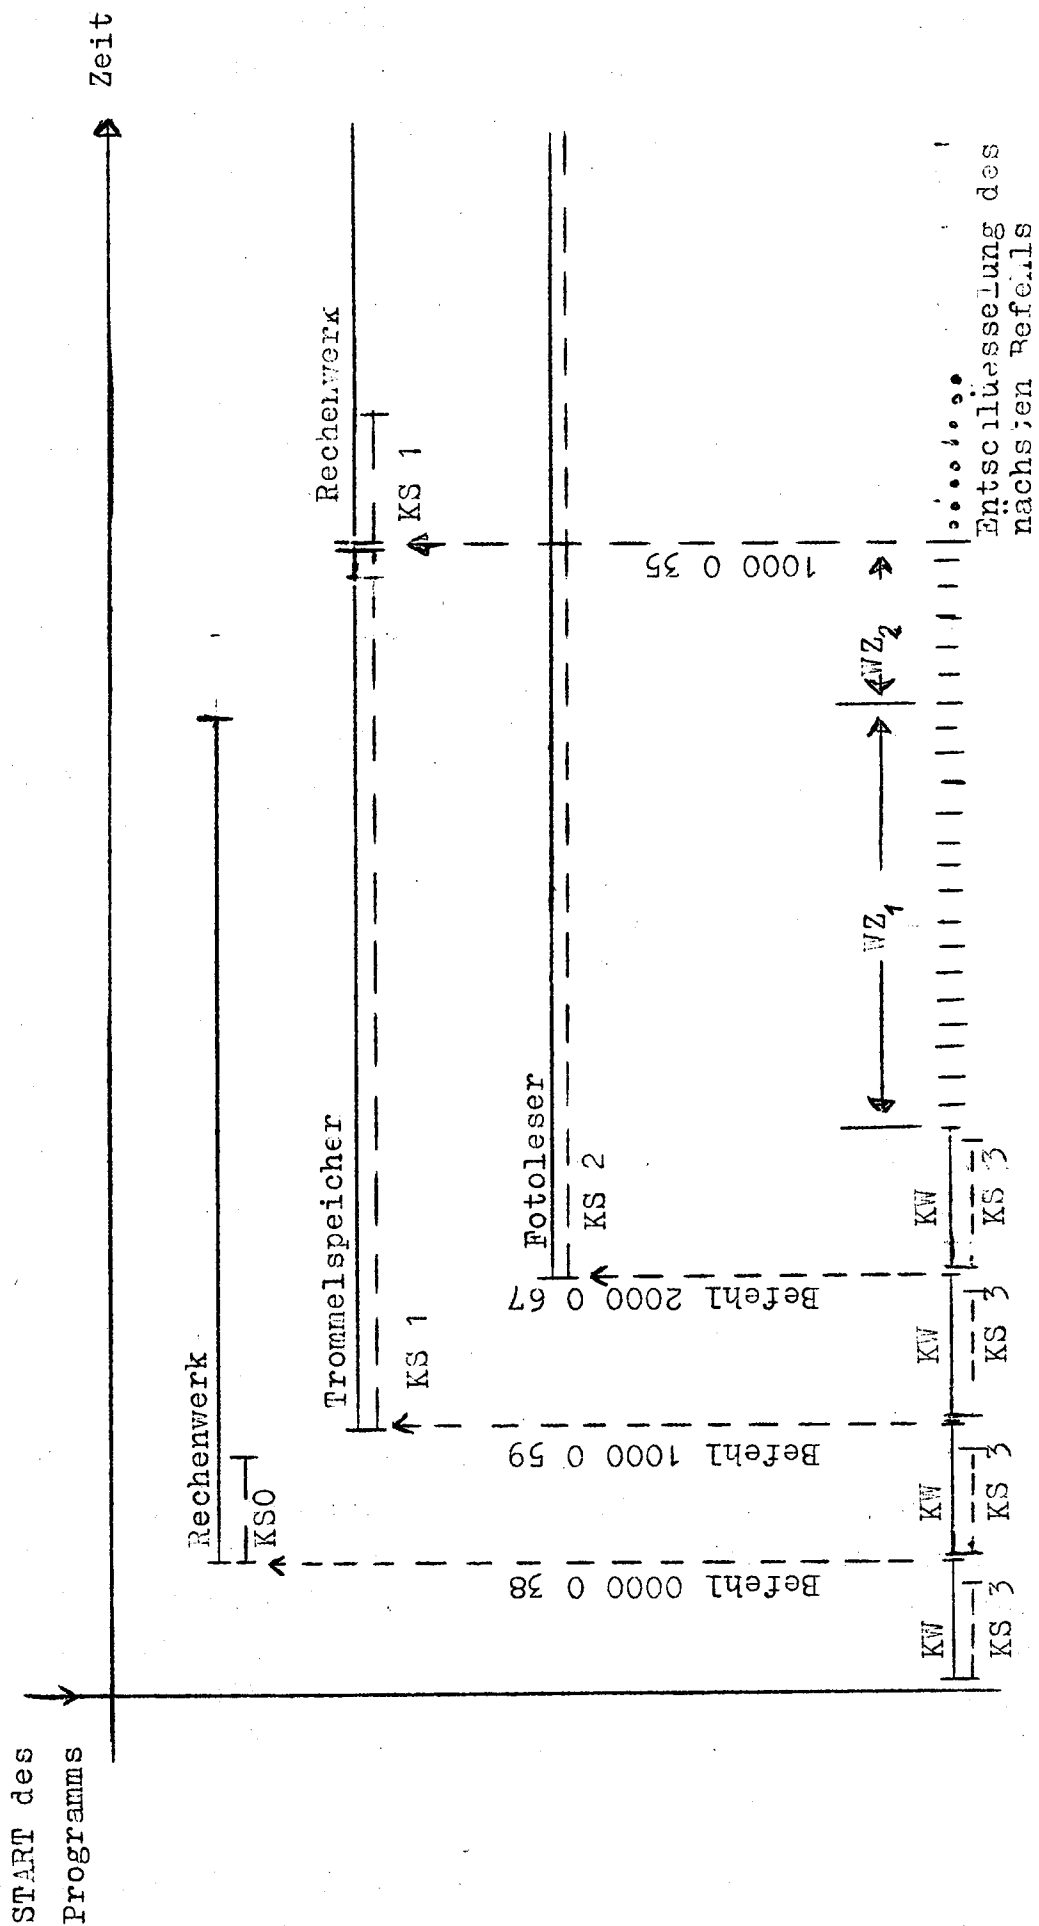 START des
Programms
Zeit
Rechenwerk
KS0
Trommelspeicher
KS 1
Rechenwerk
KS 1
Fotoleser
KS 2
Befehl 0000 0 38
Befehl 1000 0 59
Befehl 2000 0 67
1000 0 35
WZ1
WZ2
KW
KS 3
KW
KS 3
KW
KS 3
KW
KS 3
Entschluesselung des
nächsten Befehls